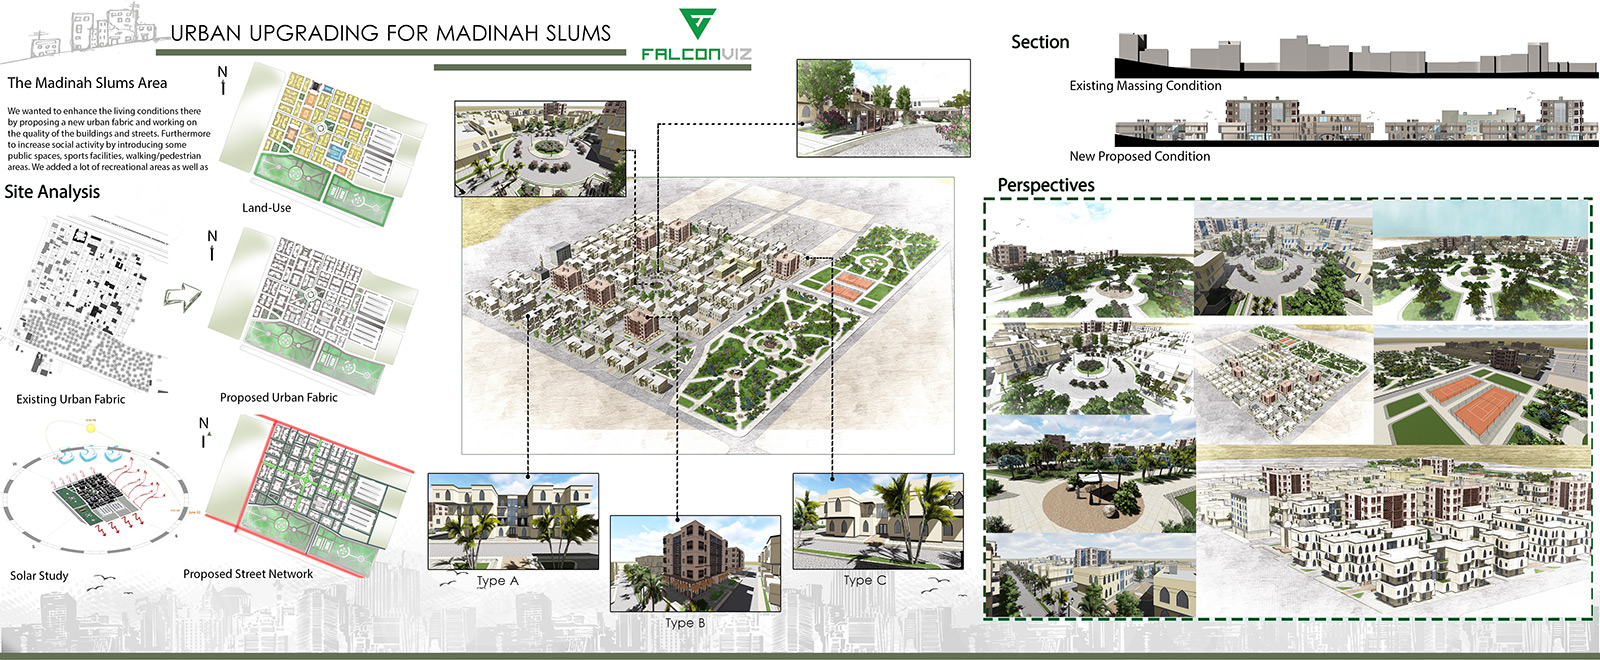 URBAN UPGRADING FOR MADINAH SLUMS
FALCONVIZ
The Madinah Slums Area
We wanted to enhance the living conditions there
by proposing a new urban fabric and working on
the quality of the buildings and streets. Furthermore
to increase social activity by introducing some
public spaces, sports facilities, walking/pedestrian
areas. We added a lot of recreational areas as well as
Site Analysis
Existing Urban Fabric
Solar Study
N
Land-Use
N
Proposed Urban Fabric
N
Proposed Street Network
Type A
Type B
Type C
Section
Existing Massing Condition
New Proposed Condition
Perspectives